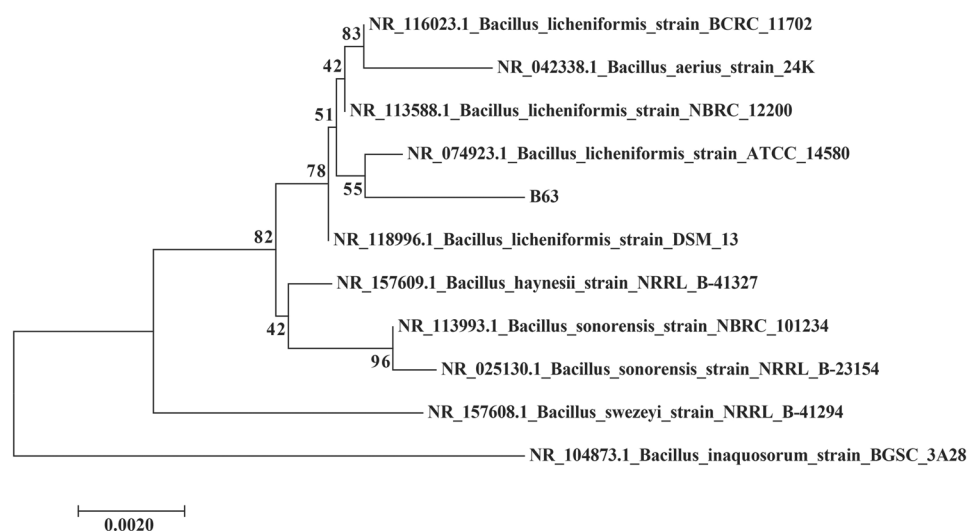 83
NR_116023.1_Bacillus_licheniformis_strain_BCRC_11702
42
NR_042338.1_Bacillus_aerius_strain_24K
51
NR_113588.1_Bacillus_licheniformis_strain_NBRC_12200
NR_074923.1_Bacillus_licheniformis_strain_ATCC_14580
78
55
B63
82
NR_118996.1_Bacillus_licheniformis_strain_DSM_13
NR_157609.1_Bacillus_haynesii_strain_NRRL_B-41327
42
NR_113993.1_Bacillus_sonorensis_strain_NBRC_101234
96
NR_025130.1_Bacillus_sonorensis_strain_NRRL_B-23154
NR_157608.1_Bacillus_swezeyi_strain_NRRL_B-41294
NR_104873.1_Bacillus_inaquosorum_strain_BGSC_3A28
0.0020